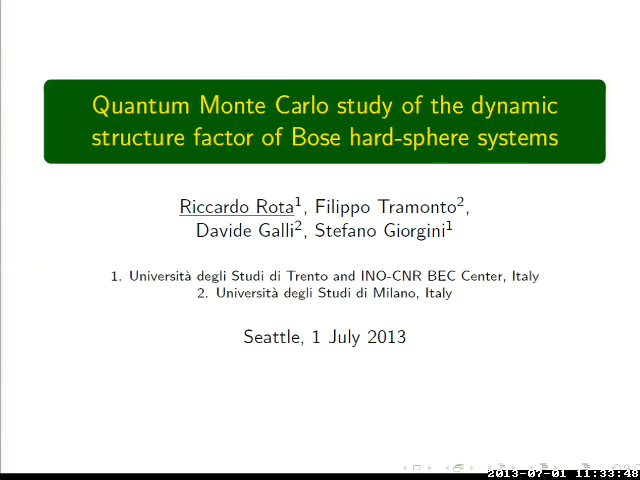 Quantum Monte Carlo study of the dynamic
structure factor of Bose hard-sphere systems
Riccardo Rota1, Filippo Tramonto2,
Davide Galli2, Stefano Giorgini1
1. Università degli Studi di Trento and INO-CNR BEC Center, Italy
2. Università degli Studi di Milano, Italy
Seattle, 1 July 2013
2013-07-01 11:33:48